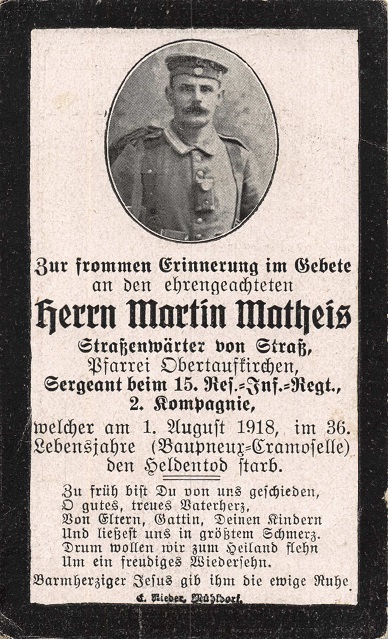 Zur frommen Erinnerung im Gebete
an den ehrengeachteten
Herrn Martin Matheis
Straßenwärter von Straß,
Pfarrei Obertaufkirchen,
Sergeant beim 15. Res.-Inf.-Regt.,
2. Kompagnie,
welcher am 1. August 1918, im 36.
Lebensjahre (Baupneux-Cramoselle)
den Heldentod starb.
Zu früh bist Du von uns geschieden,
O gutes, treues Vaterherz,
Von Eltern, Gattin, Deinen Kindern
Und ließest uns in größtem Schmerz.
Drum wollen wir zum Heiland flehn
Um ein freudiges Wiedersehn.
Barmherziger Jesus gib ihm die ewige Ruhe.
Nieder, Mühldorf.